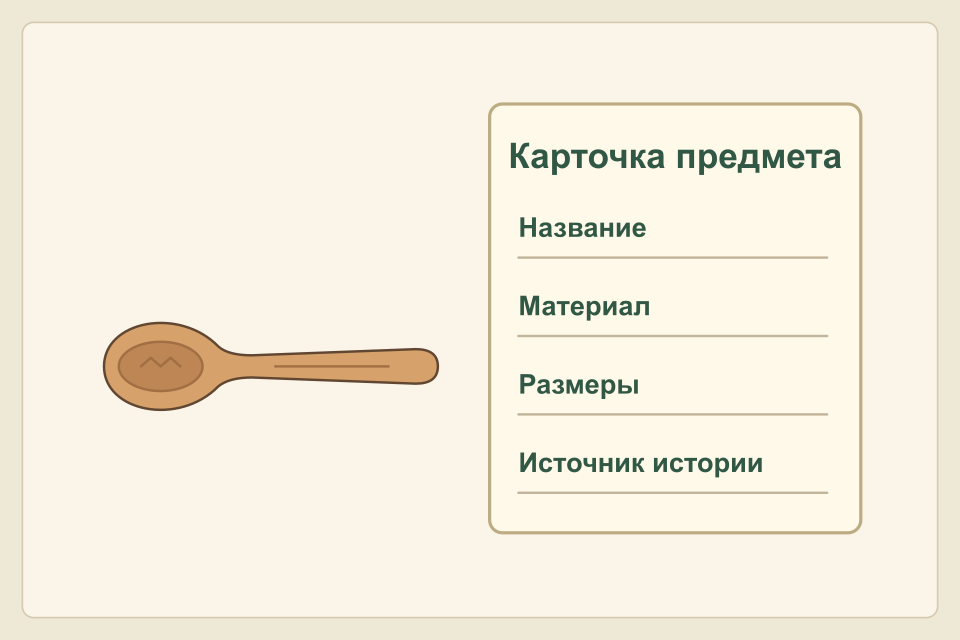 Карточка предмета
Название
Материал
Размеры
Источник истории